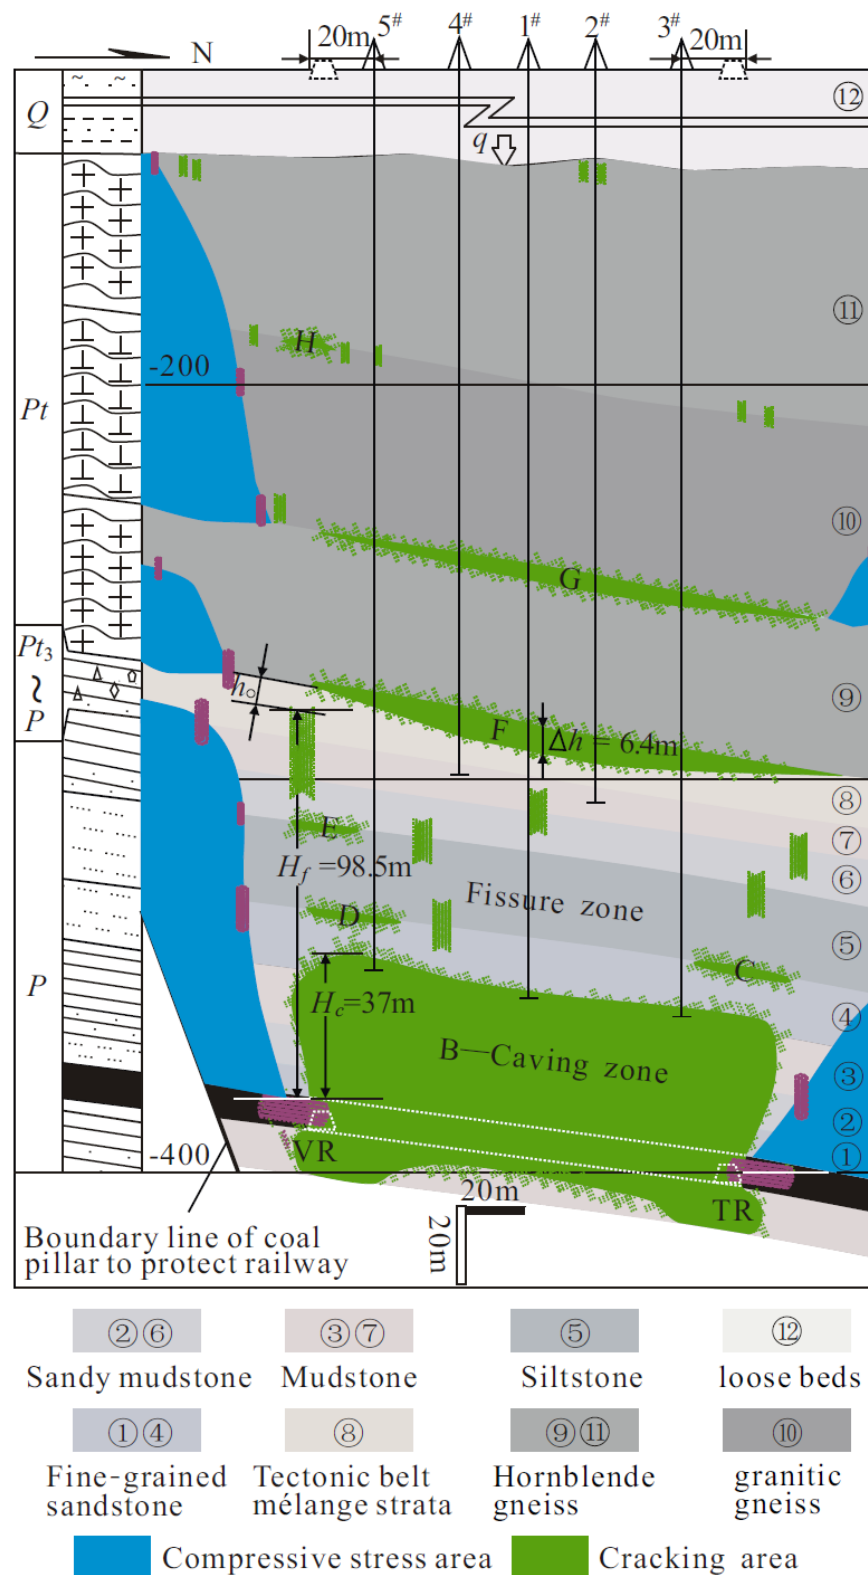 N
20m
5#
4#
1#
2#
3#
20m
Q
q
⑫
H
⑪
-200
Pt
⑩
G
Pt3
~
P
h○
F
Δh = 6.4m
⑨
⑧
E
⑦
Hf =98.5m
⑥
Fissure zone
D
⑤
C
P
Hc=37m
④
B—Caving zone
③
②
-400
VR
①
20m
TR
20m
Boundary line of coal
pillar to protect railway
②⑥
③⑦
⑤
⑫
Sandy mudstone
Mudstone
Siltstone
loose beds
①④
⑧
⑨⑪
⑩
Fine-grained
sandstone
Tectonic belt
mélange strata
Hornblende
gneiss
granitic
gneiss
Compressive stress area
Cracking area